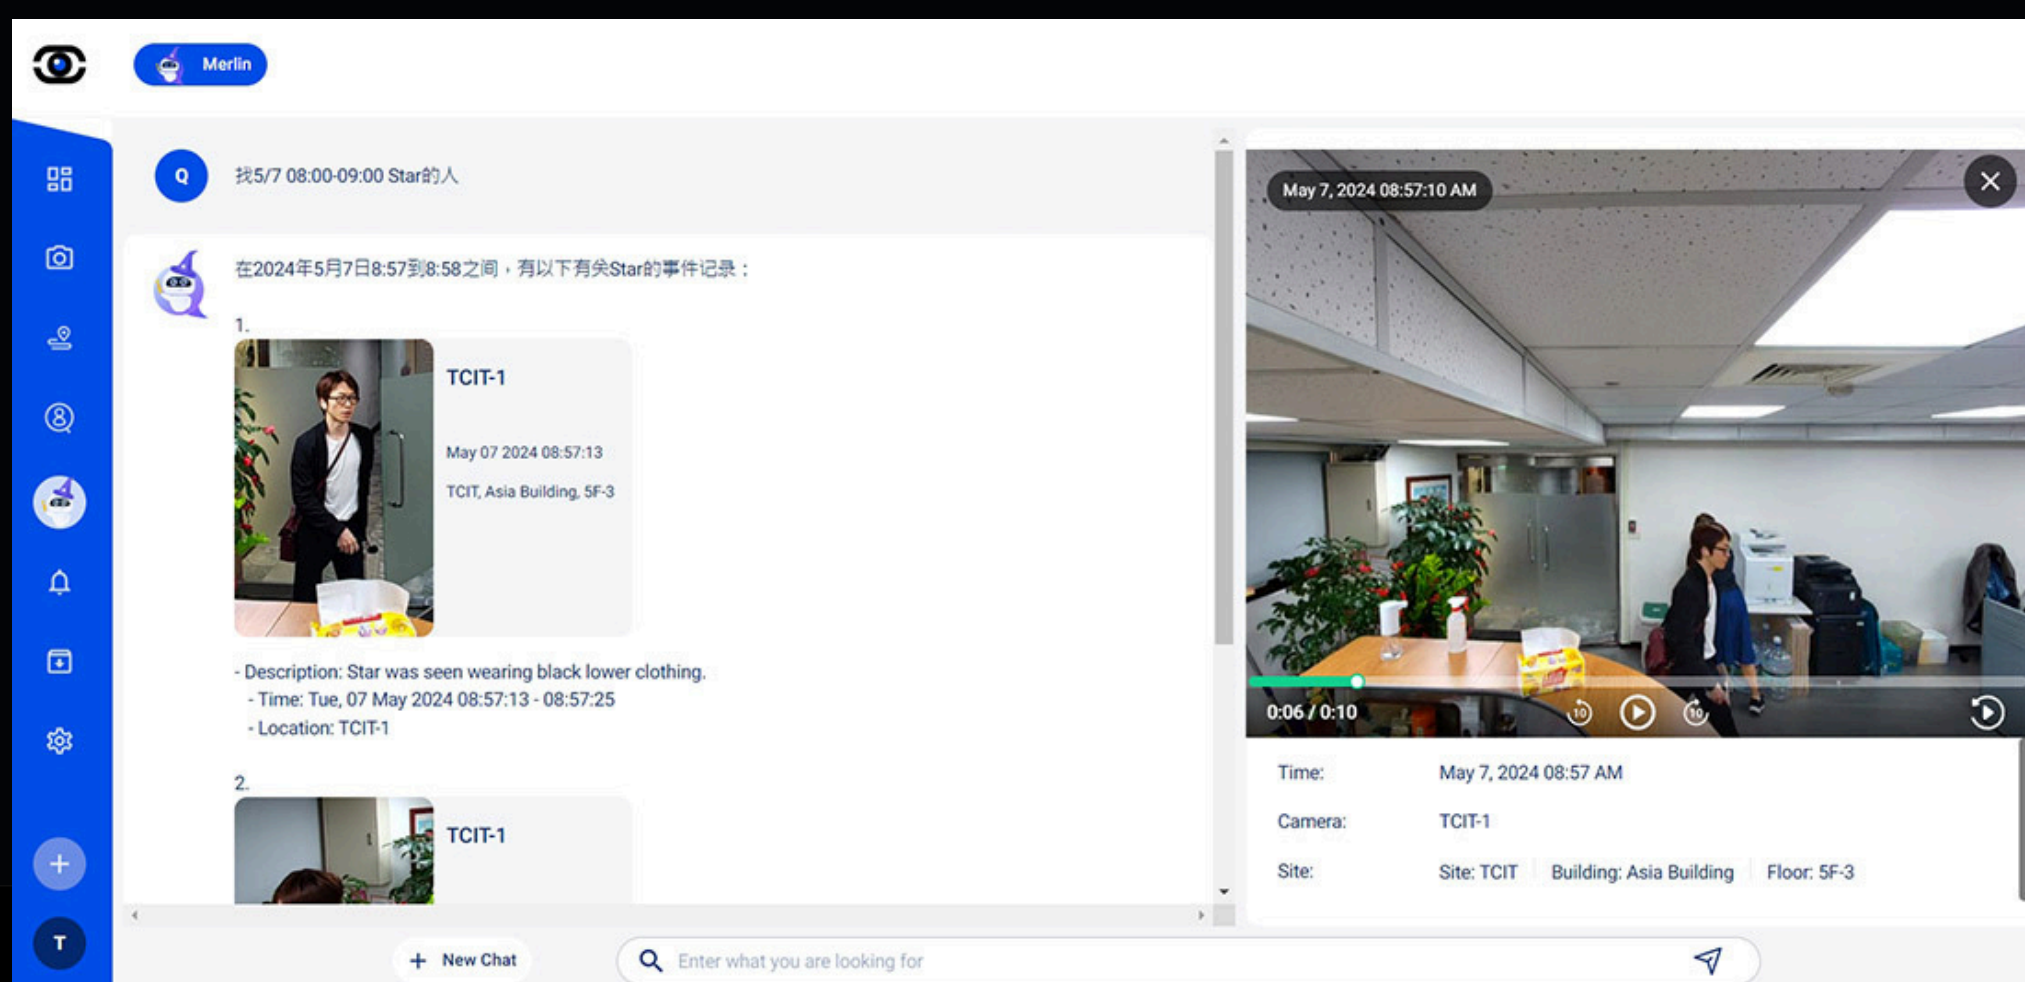 Merlin
Q
找5/7 08:00-09:00 Star的人
在2024年5月7日8:57到8:58之间，有以下有关Star的事件记录：
1.
TCIT-1
May 07 2024 08:57:13
TCIT, Asia Building, 5F-3
- Description: Star was seen wearing black lower clothing.
- Time: Tue, 07 May 2024 08:57:13 - 08:57:25
- Location: TCIT-1
2.
TCIT-1
T
+ New Chat
Enter what you are looking for
May 7, 2024 08:57:10 AM
0:06 / 0:10
10
10
Time: May 7, 2024 08:57 AM
Camera: TCIT-1
Site: Site: TCIT Building: Asia Building Floor: 5F-3